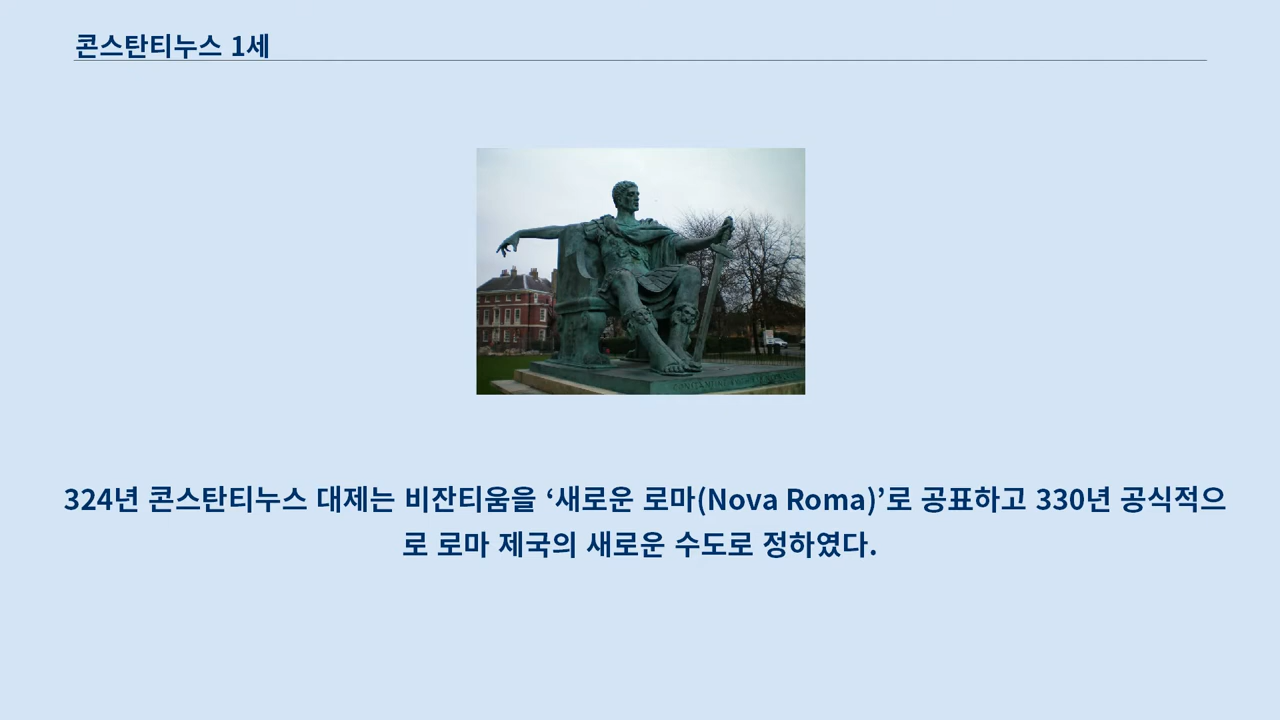 콘스탄티누스 1세
324년 콘스탄티누스 대제는 비잔티움을 ‘새로운 로마(Nova Roma)’로 공표하고 330년 공식적으
로 로마 제국의 새로운 수도로 정하였다.